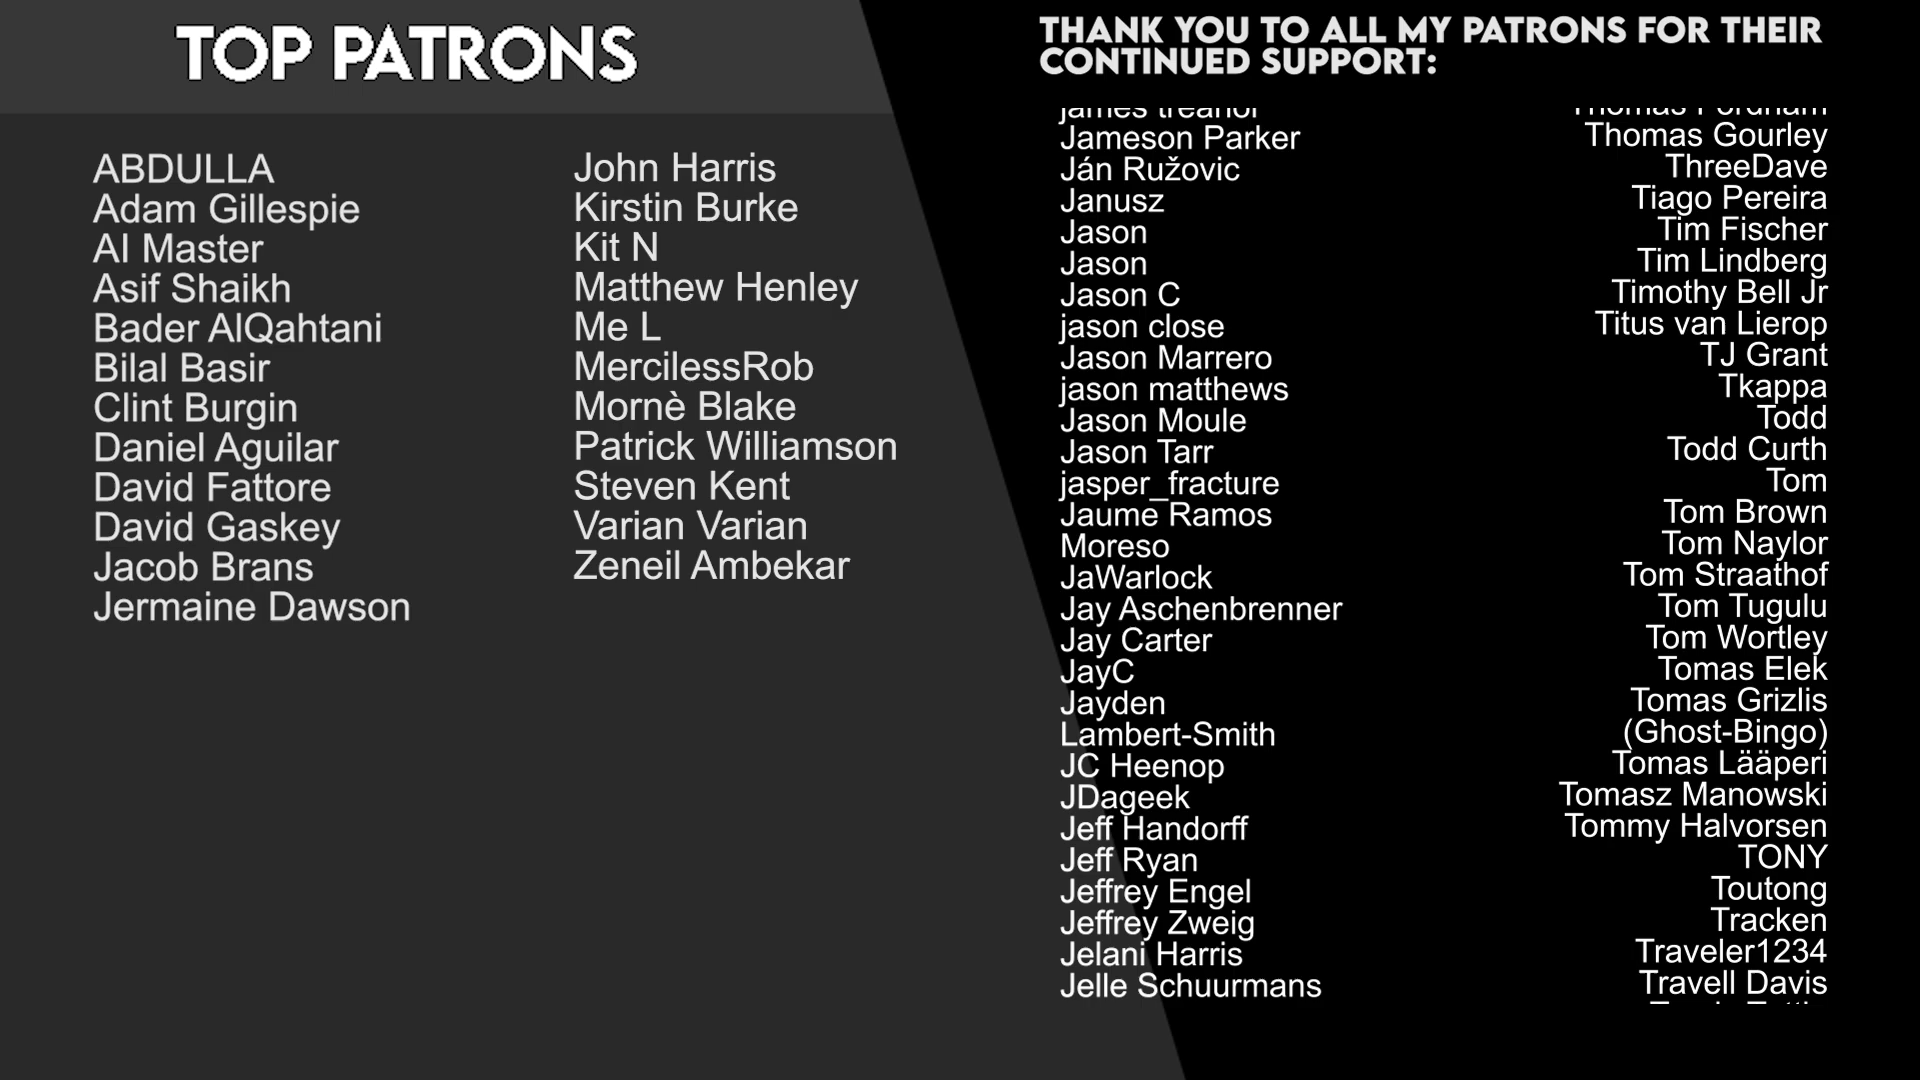 TOP PATRONS
ABDULLA
Adam Gillespie
AI Master
Asif Shaikh
Bader AlQahtani
Bilal Basir
Clint Burgin
Daniel Aguilar
David Fattore
David Gaskey
Jacob Brans
Jermaine Dawson
John Harris
Kirstin Burke
Kit N
Matthew Henley
Me L
MercilessRob
Mornè Blake
Patrick Williamson
Steven Kent
Varian Varian
Zeneil Ambekar
THANK YOU TO ALL MY PATRONS FOR THEIR
CONTINUED SUPPORT:
james treanor
Jameson Parker
Ján Ružovic
Janusz
Jason
Jason
Jason C
jason close
Jason Marrero
jason matthews
Jason Moule
Jason Tarr
jasper_fracture
Jaume Ramos
Moreso
JaWarlock
Jay Aschenbrenner
Jay Carter
JayC
Jayden
Lambert-Smith
JC Heenop
JDageek
Jeff Handorff
Jeff Ryan
Jeffrey Engel
Jeffrey Zweig
Jelani Harris
Jelle Schuurmans
Thomas Fordham
Thomas Gourley
ThreeDave
Tiago Pereira
Tim Fischer
Tim Lindberg
Timothy Bell Jr
Titus van Lierop
TJ Grant
Tkappa
Todd
Todd Curth
Tom
Tom Brown
Tom Naylor
Tom Straathof
Tom Tugulu
Tom Wortley
Tomas Elek
Tomas Grizlis
(Ghost-Bingo)
Tomas Lääperi
Tomasz Manowski
Tommy Halvorsen
TONY
Toutong
Tracken
Traveler1234
Travell Davis